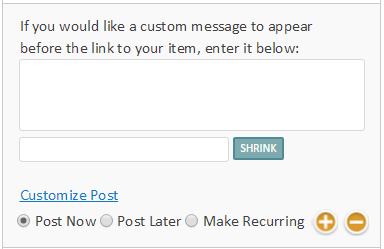 If you would like a custom message to appear
before the link to your item, enter it below:
SHRINK
Customize Post
Post Now Post Later Make Recurring